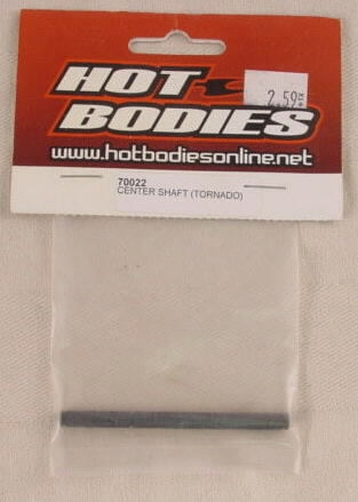 HOT
BODIES
2.59
www.hotbodiesonline.net
70022
CENTER SHAFT (TORNADO)